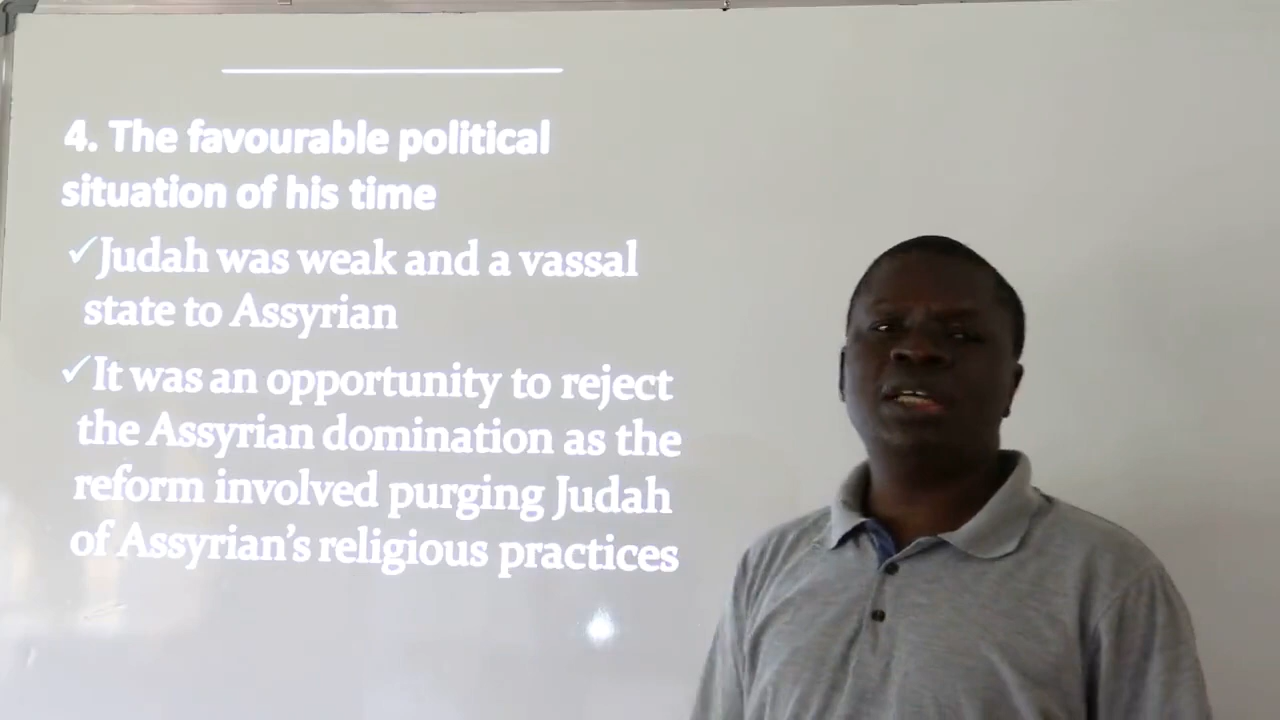 4. The favourable political
situation of his time
✓Judah was weak and a vassal
state to Assyrian
✓It was an opportunity to reject
the Assyrian domination as the
reform involved purging Judah
of Assyrian's religious practices